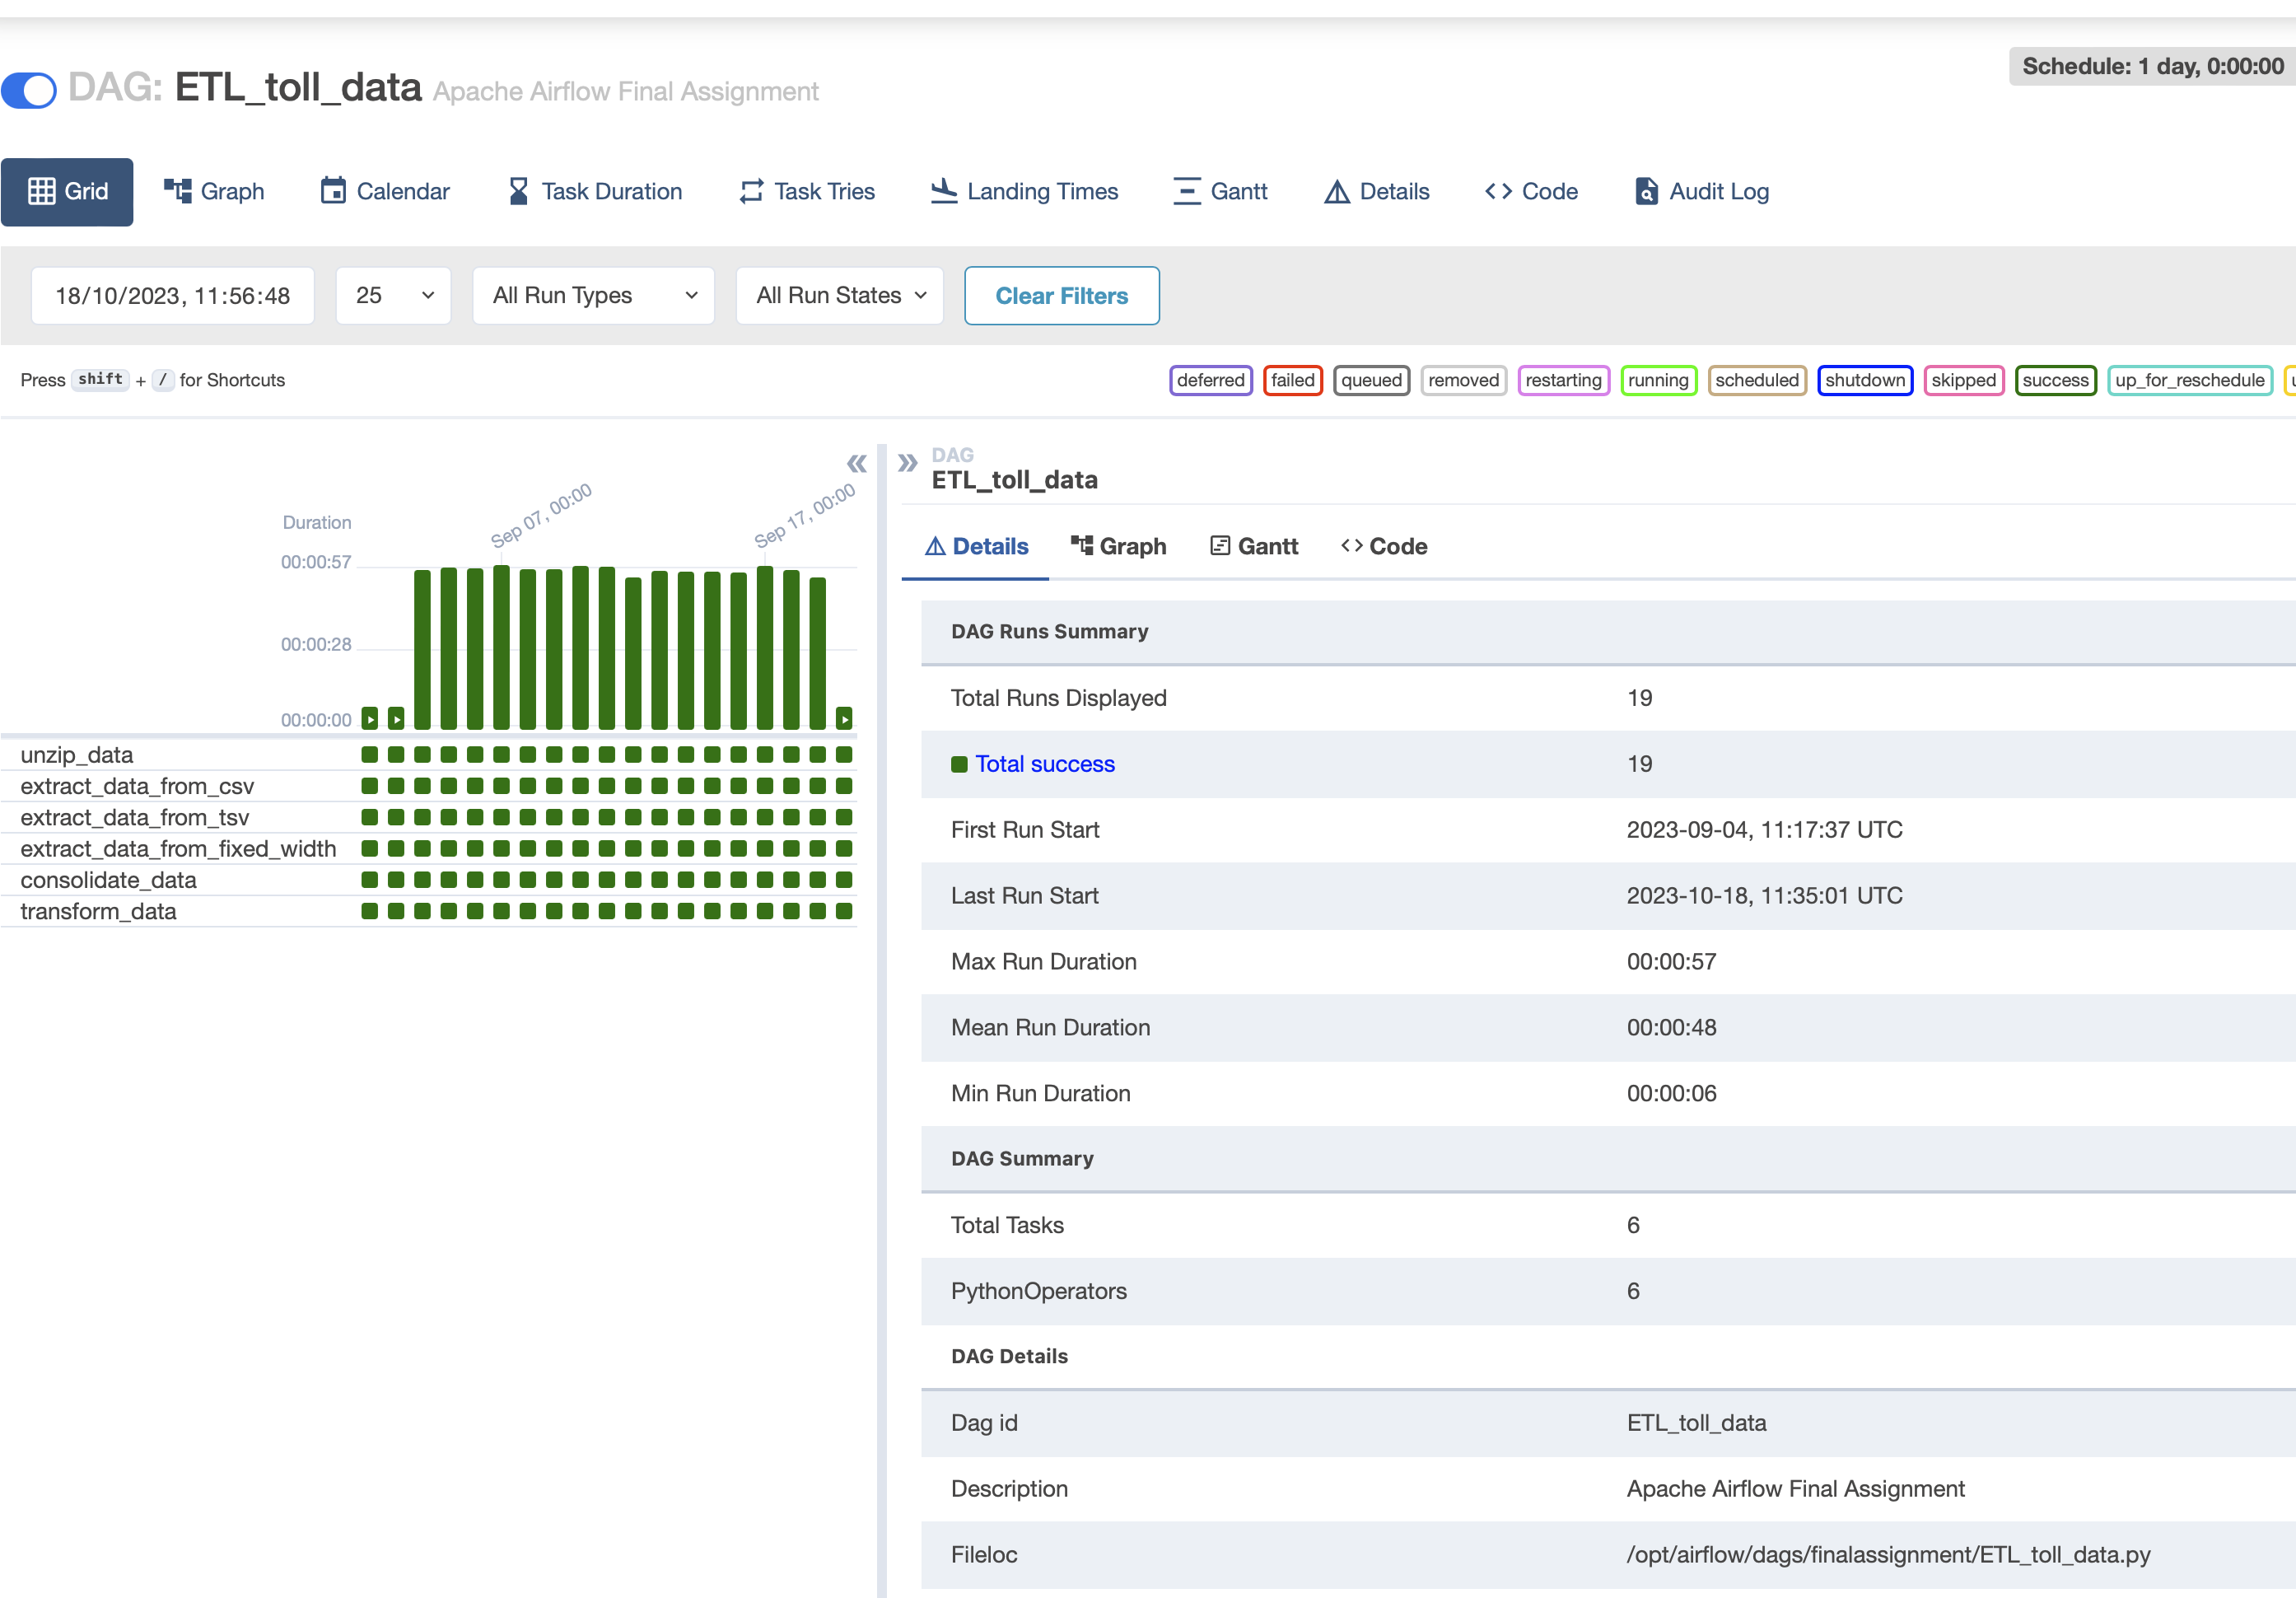 DAG: ETL_toll_data Apache Airflow Final Assignment
Schedule: 1 day, 0:00:00
Grid Graph Calendar Task Duration Task Tries Landing Times Gantt Details Code Audit Log
18/10/2023, 11:56:48 25 All Run Types All Run States Clear Filters
Press shift + / for Shortcuts
deferred failed queued removed restarting running scheduled shutdown skipped success up_for_reschedule
Duration
Sep 07, 00:00
Sep 17, 00:00
00:00:57
00:00:28
00:00:00
unzip_data
extract_data_from_csv
extract_data_from_tsv
extract_data_from_fixed_width
consolidate_data
transform_data
DAG
ETL_toll_data
Details Graph Gantt Code
DAG Runs Summary
Total Runs Displayed 19
Total success 19
First Run Start 2023-09-04, 11:17:37 UTC
Last Run Start 2023-10-18, 11:35:01 UTC
Max Run Duration 00:00:57
Mean Run Duration 00:00:48
Min Run Duration 00:00:06
DAG Summary
Total Tasks 6
PythonOperators 6
DAG Details
Dag id ETL_toll_data
Description Apache Airflow Final Assignment
Fileloc /opt/airflow/dags/finalassignment/ETL_toll_data.py